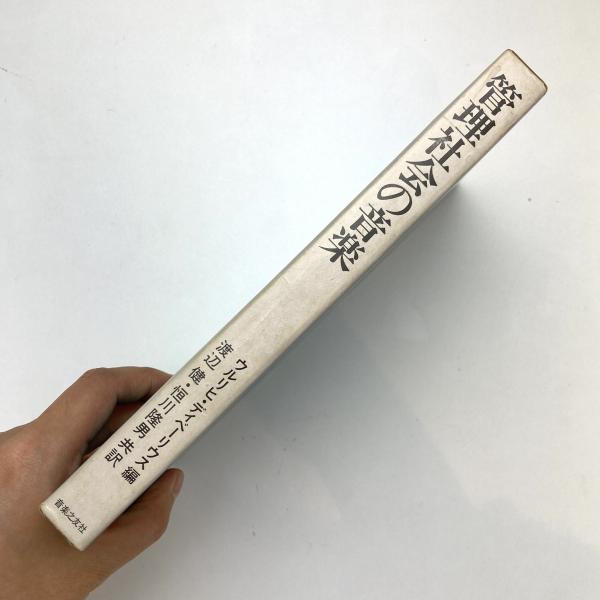 管理社会の音楽
ウルリヒ・ディベーリウス 編
渡辺 健・恒川隆男 共訳
音楽之友社